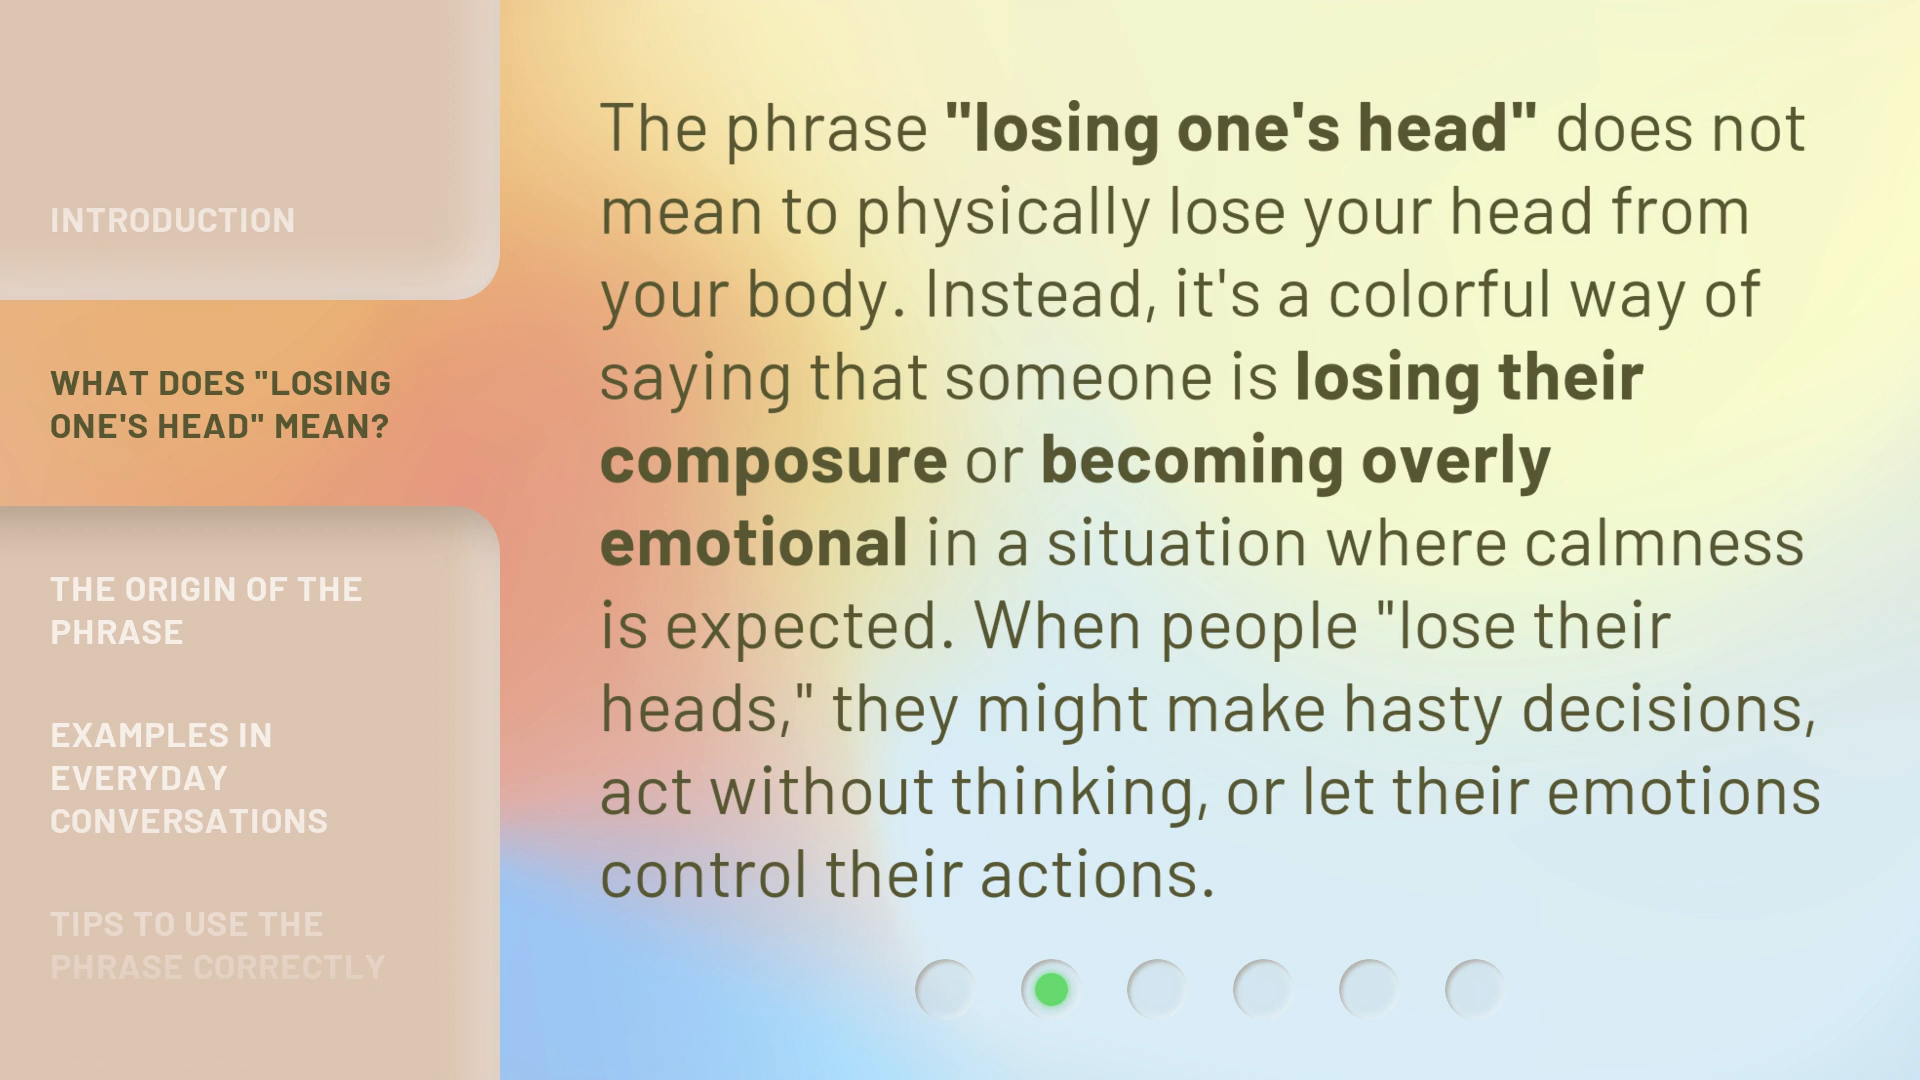 INTRODUCTION
WHAT DOES "LOSING
ONE'S HEAD" MEAN?
THE ORIGIN OF THE
PHRASE
EXAMPLES IN
EVERYDAY
CONVERSATIONS
TIPS TO USE THE
PHRASE CORRECTLY
The phrase "losing one's head" does not
mean to physically lose your head from
your body. Instead, it's a colorful way of
saying that someone is losing their
composure or becoming overly
emotional in a situation where calmness
is expected. When people "lose their
heads," they might make hasty decisions,
act without thinking, or let their emotions
control their actions.